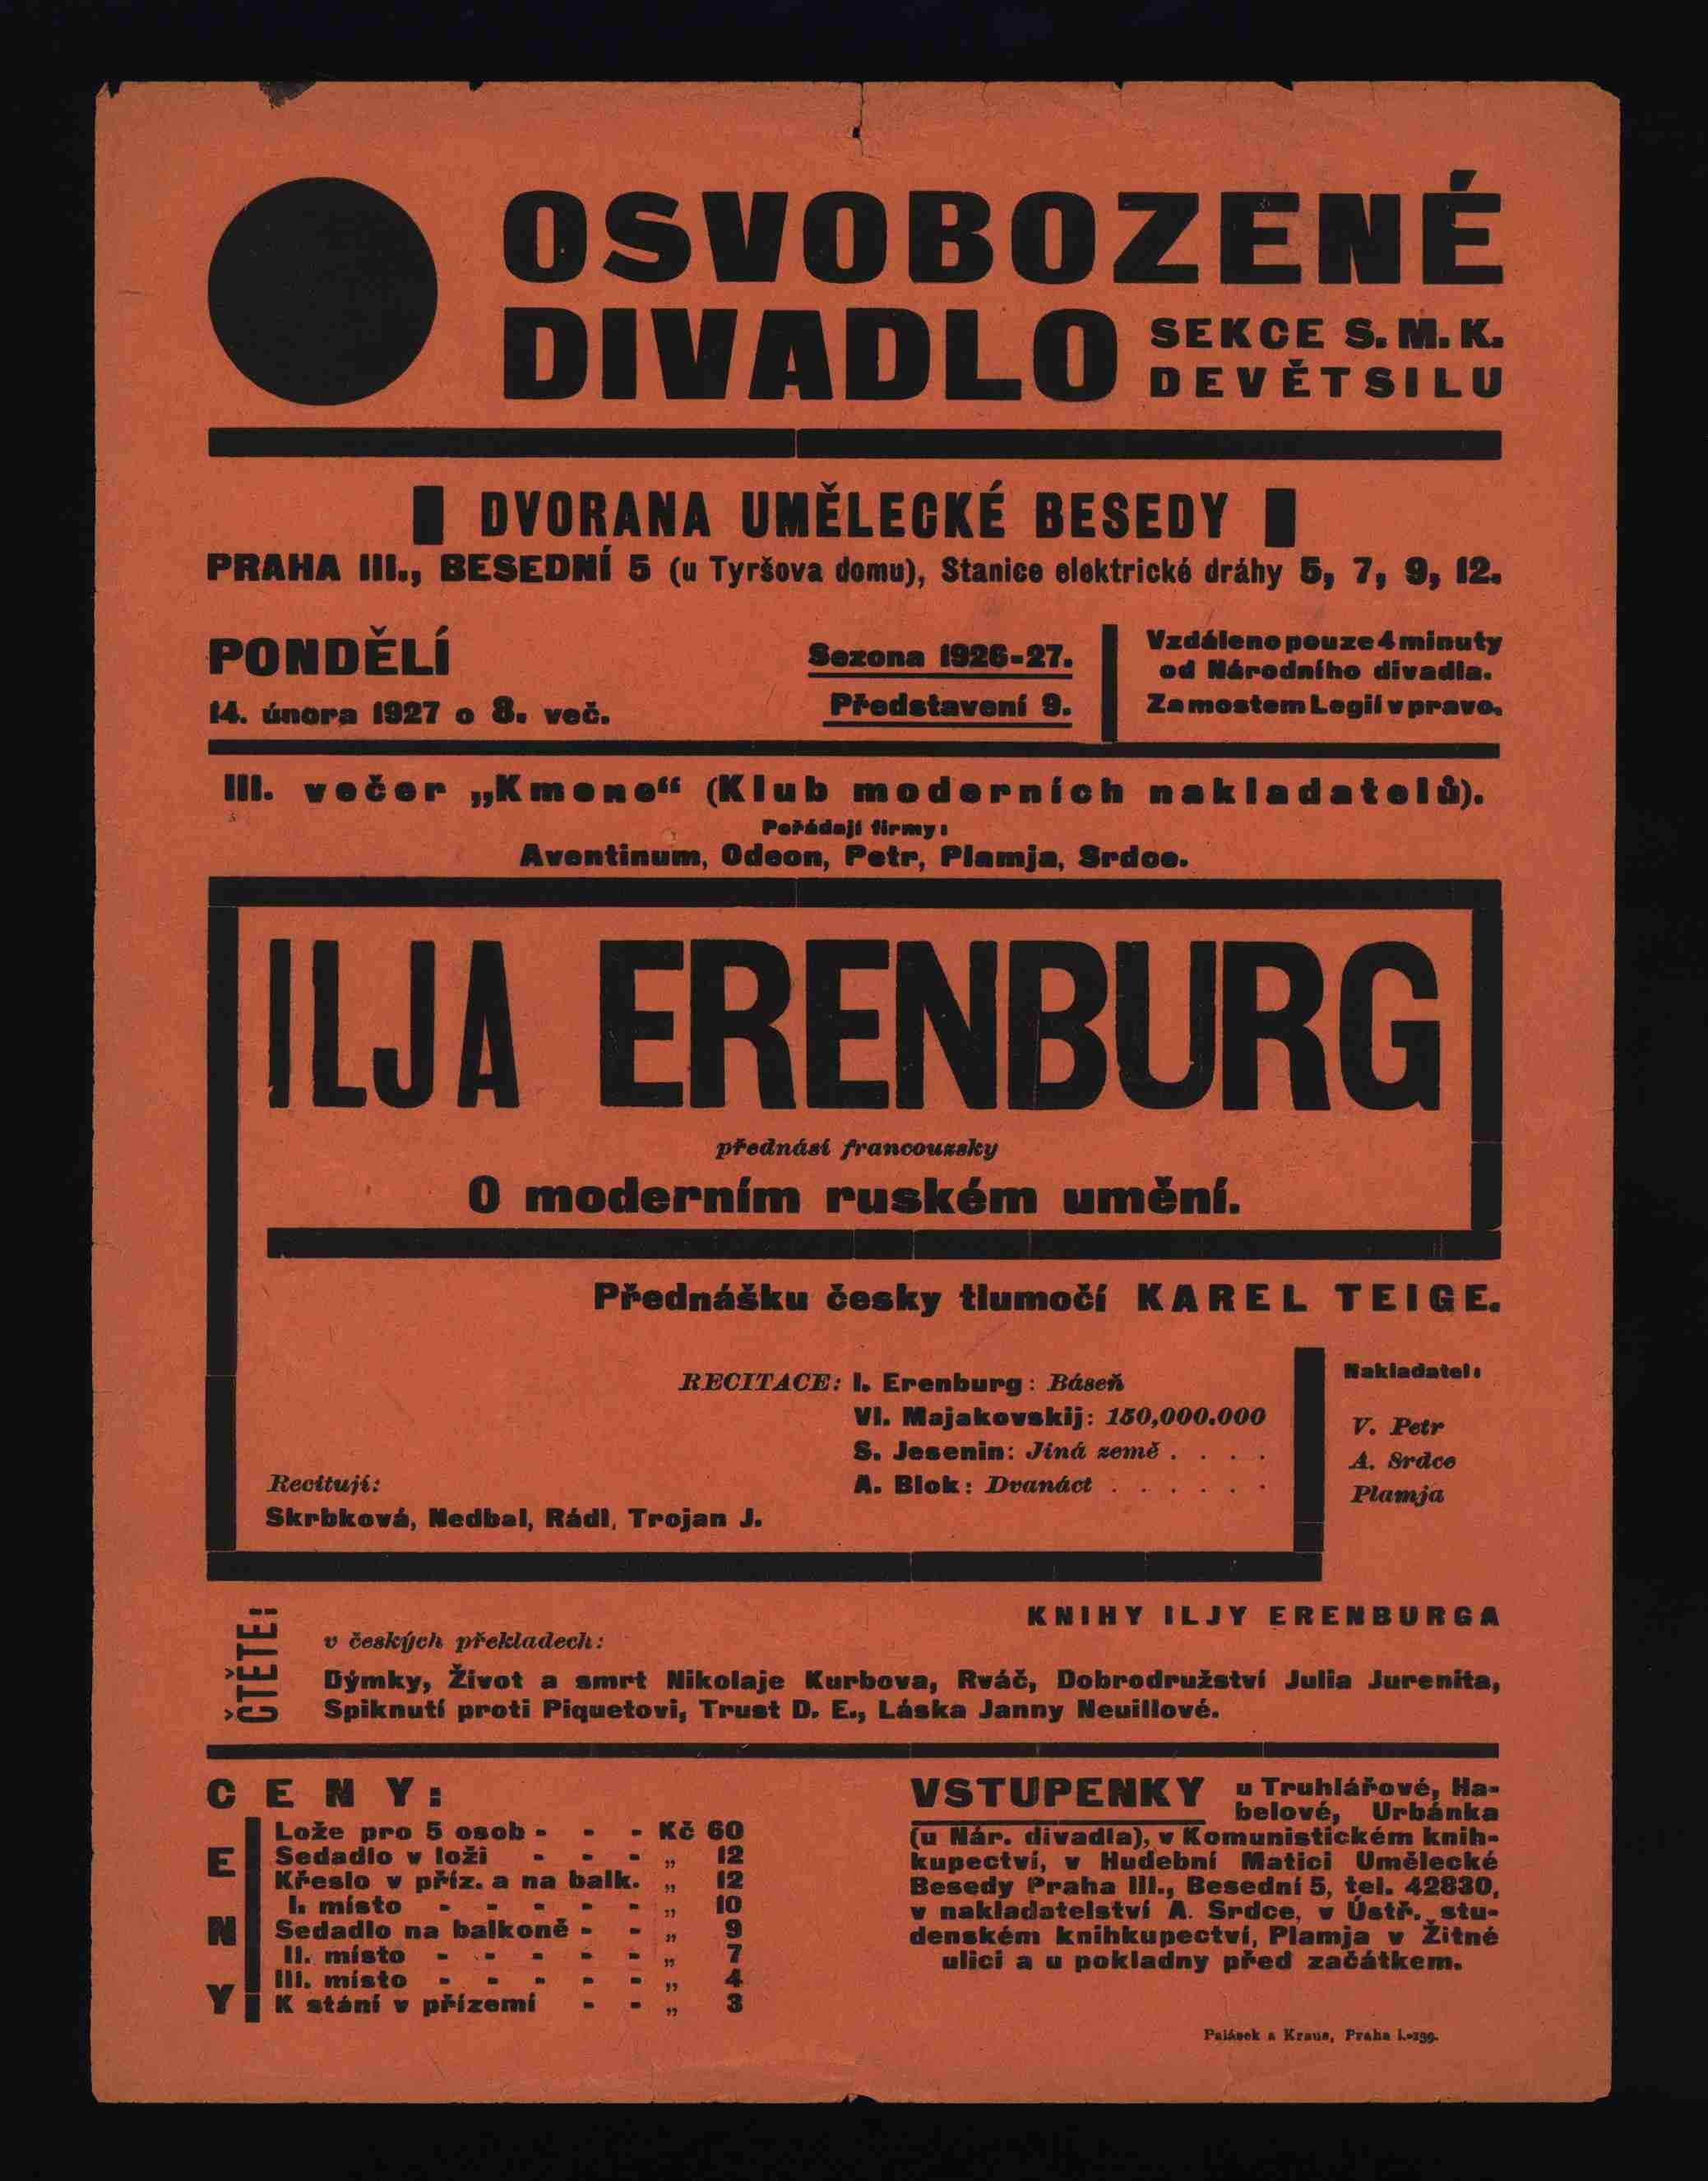 OSVOBOZENÉ
DIVADLO
SEKCE S. M. K.
DEVĚTSILU
DVORANA UMĚLECKÉ BESEDY
PRAHA III., BESEDNÍ 5 (u Tyršova domu), Stanice elektrické dráhy 5, 7, 9, 12.
PONDĚLÍ
14. února 1927 o 8. več.
Sezona 1926-27.
Představení 9.
Vzdáleno pouze 4 minuty
od Národního divadla.
Za mostem Legií v pravo.
III. večer „Kmene“ (Klub moderních nakladatelů).
Pořádají firmy:
Aventinum, Odeon, Petr, Plamja, Srdce.
ILJA ERENBURG
přednáší francouzsky
O moderním ruském umění.
Přednášku česky tlumočí KAREL TEIGE.
RECITACE: I. Erenburg: Báseň
Vl. Majakovskij: 150,000.000
S. Jesenin: Jiná země . . . .
A. Blok: Dvanáct . . . . . .
Nakladatel:
V. Petr
A. Srdce
Plamja
Recitují:
Skrbková, Nedbal, Rádl, Trojan J.
ČTĚTE:
KNIHY ILJY ERENBURGA
v českých překladech:
Dýmky, Život a smrt Nikolaje Kurbova, Rváč, Dobrodružství Julia Jurenita,
Spiknutí proti Piquetovi, Trust D. E., Láska Janny Neuillové.
CENY:
E
N
Y
Lože pro 5 osob - - - Kč 60
Sedadlo v loži - - - „ 12
Křeslo v příz. a na balk. „ 12
I. místo - - - - - „ 10
Sedadlo na balkoně - - „ 9
II. místo - - - - - „ 7
III. místo - - - - - „ 4
K stání v přízemí - - „ 3
VSTUPENKY u Truhlářové, Ha-
belové, Urbánka
(u Nár. divadla), v Komunistickém knih-
kupectví, v Hudební Matici Umělecké
Besedy Praha III., Besední 5, tel. 42830,
v nakladatelství A. Srdce, v Ústř. stu-
denském knihkupectví, Plamja v Žitné
ulici a u pokladny před začátkem.
Palásek a Kraus, Praha I.-239.